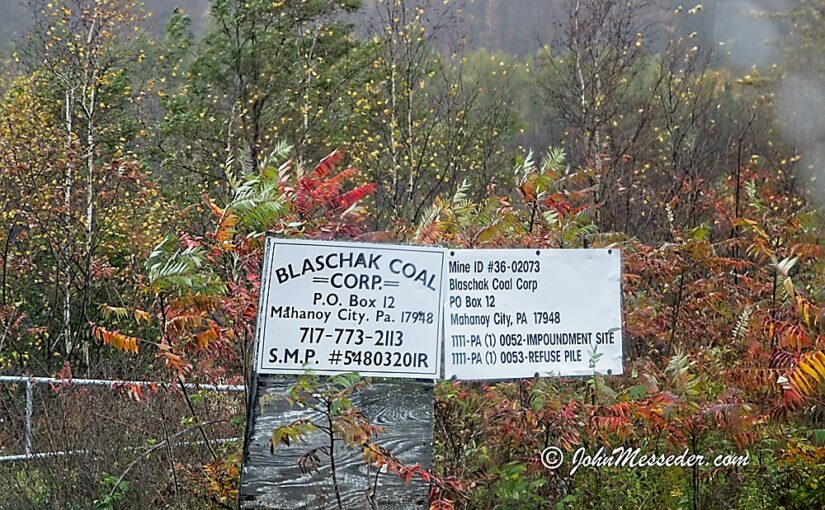 BLASCHAK COAL
=CORP.=
P.O. Box 12
Mahanoy City, Pa. 17948
717-773-2113
S.M.P. #5480320IR
Mine ID #36-02073
Blaschak Coal Corp
PO Box 12
Mahanoy City, PA 17948
1111-PA (1) 0052-IMPOUNDMENT SITE
1111-PA (1) 0053-REFUSE PILE
© JohnMesseder.com